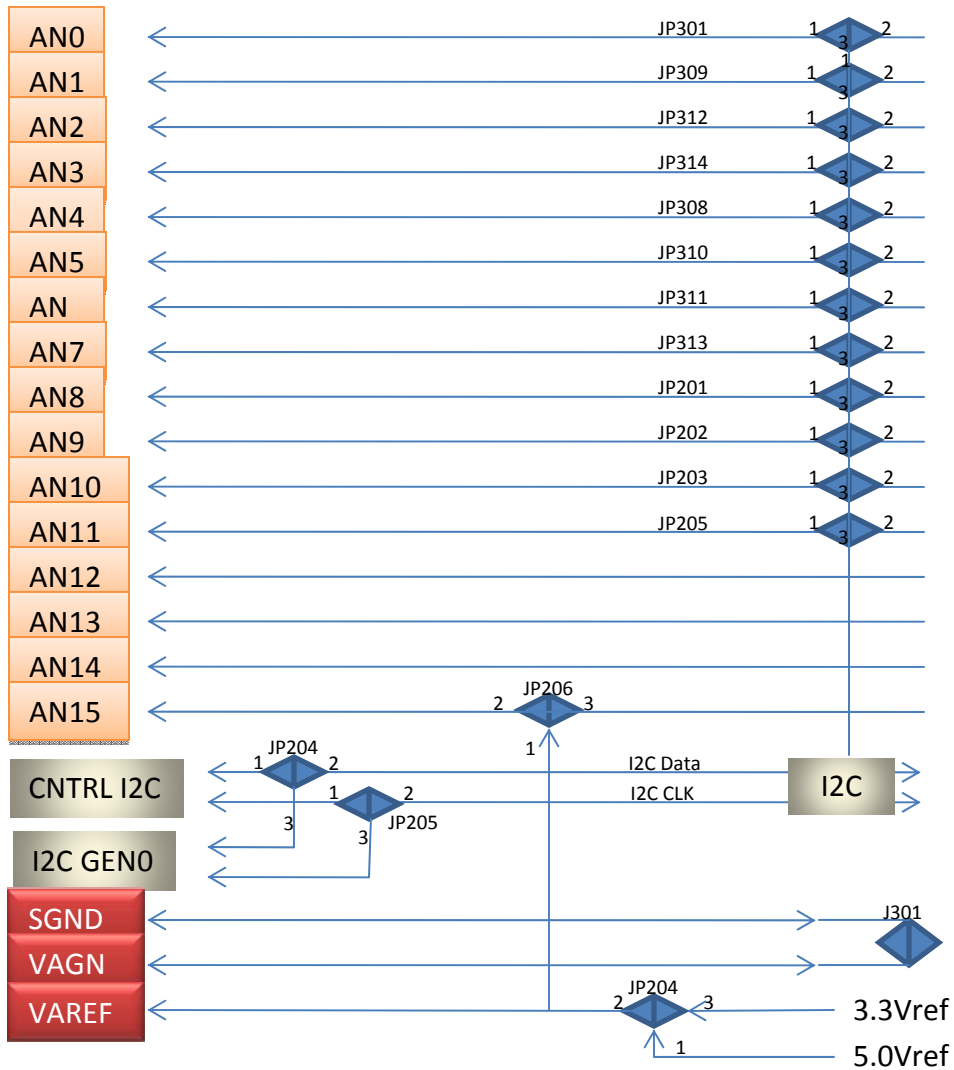 AN0 JP301 1 3 2
AN1 JP309 1 1 3 2
AN2 JP312 1 3 2
AN3 JP314 1 3 2
AN4 JP308 1 3 2
AN5 JP310 1 3 2
AN JP311 1 3 2
AN7 JP313 1 3 2
AN8 JP201 1 3 2
AN9 JP202 1 3 2
AN10 JP203 1 3 2
AN11 JP205 1 3 2
AN12
AN13
AN14
JP206
AN15 2 3
1
JP204
CNTRL I2C 1 2 I2C Data I2C
1 2 I2C CLK
3 JP205
3
I2C GEN0
SGND J301
VAGN
JP204
VAREF 2 3 3.3Vref
1 5.0Vref